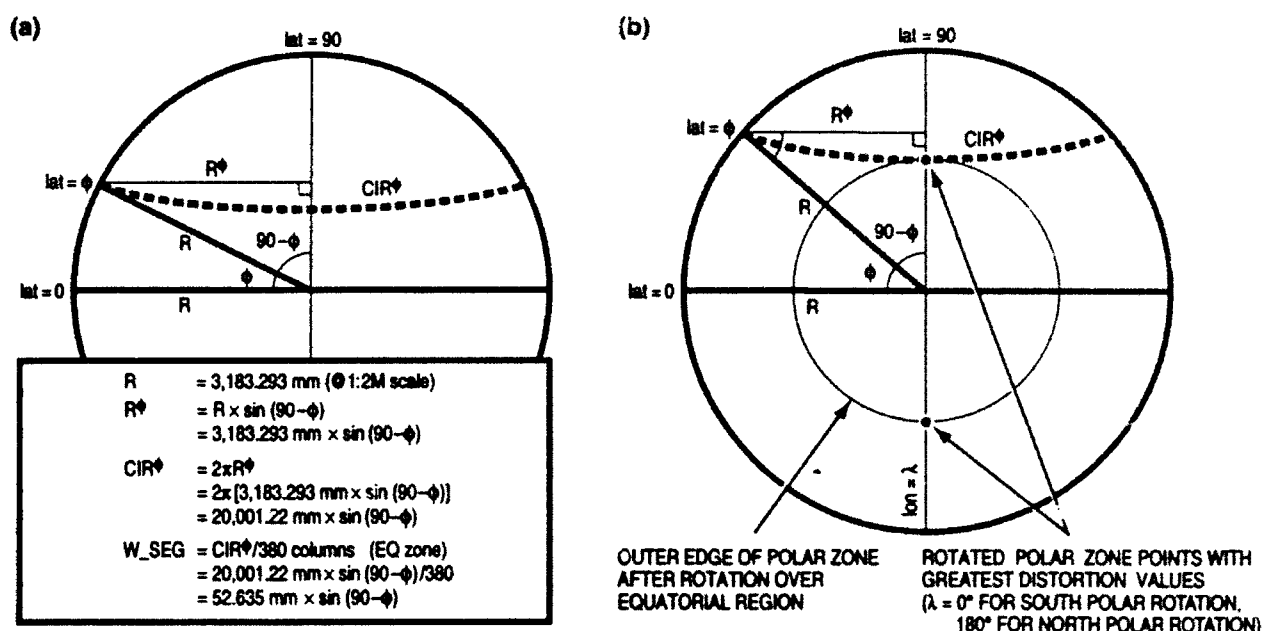 (a)
lat = 90
lat = ϕ
Rϕ
CIRϕ
R
90-ϕ
ϕ
lat = 0
R
R = 3,183.293 mm (@ 1:2M scale)
Rϕ = R × sin (90-ϕ)
= 3,183.293 mm × sin (90-ϕ)
CIRϕ = 2πRϕ
= 2π [3,183.293 mm × sin (90-ϕ)]
= 20,001.22 mm × sin (90-ϕ)
W_SEG = CIRϕ/380 columns (EQ zone)
= 20,001.22 mm × sin (90-ϕ)/380
= 52.635 mm × sin (90-ϕ)
(b)
lat = 90
lat = ϕ
Rϕ
CIRϕ
R
90-ϕ
ϕ
lat = 0
R
lon = λ
OUTER EDGE OF POLAR ZONE
AFTER ROTATION OVER
EQUATORIAL REGION
ROTATED POLAR ZONE POINTS WITH
GREATEST DISTORTION VALUES
(λ = 0° FOR SOUTH POLAR ROTATION,
180° FOR NORTH POLAR ROTATION)